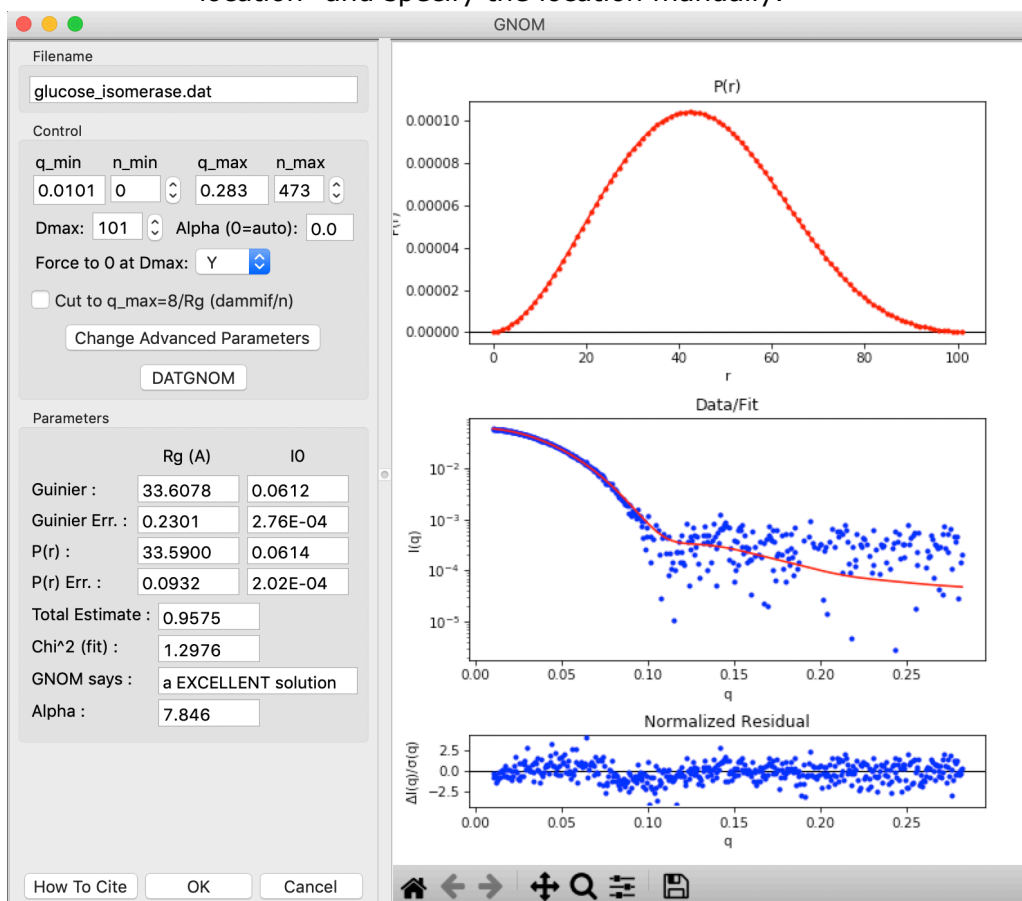 location" and specify the location manually.
GNOM
Filename
glucose_isomerase.dat
Control
q_min n_min q_max n_max
0.0101 0 0.283 473
Dmax: 101 Alpha (0=auto): 0.0
Force to 0 at Dmax: Y
Cut to q_max=8/Rg (dammif/n)
Change Advanced Parameters
DATGNOM
Parameters
Rg (A) I0
Guinier : 33.6078 0.0612
Guinier Err. : 0.2301 2.76E-04
P(r) : 33.5900 0.0614
P(r) Err. : 0.0932 2.02E-04
Total Estimate : 0.9575
Chi^2 (fit) : 1.2976
GNOM says : a EXCELLENT solution
Alpha : 7.846
How To Cite OK Cancel
P(r)
0.00010
0.00008
0.00006
0.00004
0.00002
0.00000
P(r)
0 20 40 60 80 100
r
Data/Fit
10⁻²
10⁻³
10⁻⁴
10⁻⁵
I(q)
0.00 0.05 0.10 0.15 0.20 0.25
q
Normalized Residual
2.5
0.0
−2.5
ΔI(q)/σ(q)
0.00 0.05 0.10 0.15 0.20 0.25
q